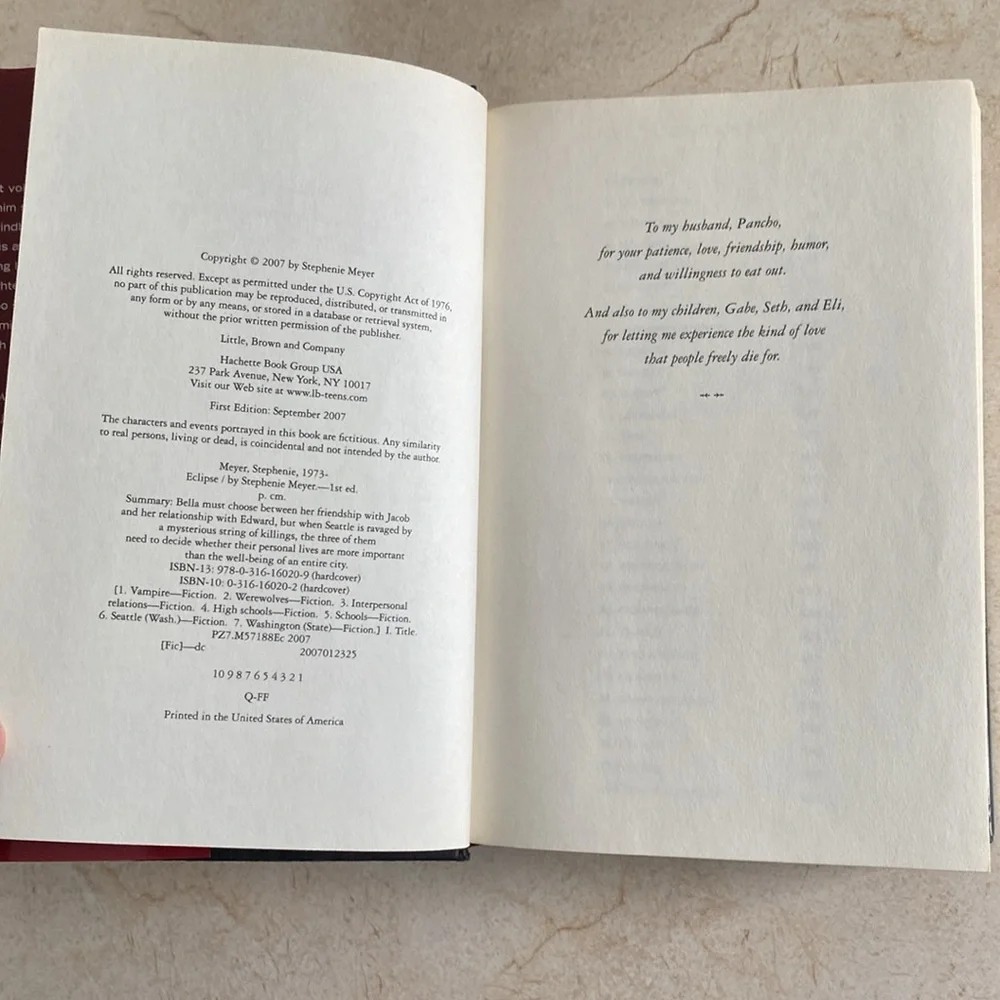 Copyright © 2007 by Stephenie Meyer
All rights reserved. Except as permitted under the U.S. Copyright Act of 1976,
no part of this publication may be reproduced, distributed, or transmitted in
any form or by any means, or stored in a database or retrieval system,
without the prior written permission of the publisher.
Little, Brown and Company
Hachette Book Group USA
237 Park Avenue, New York, NY 10017
Visit our Web site at www.lb-teens.com
First Edition: September 2007
The characters and events portrayed in this book are fictitious. Any similarity
to real persons, living or dead, is coincidental and not intended by the author.
Meyer, Stephenie, 1973-
Eclipse / by Stephenie Meyer.—1st ed.
p. cm.
Summary: Bella must choose between her friendship with Jacob
and her relationship with Edward, but when Seattle is ravaged by
a mysterious string of killings, the three of them
need to decide whether their personal lives are more important
than the well-being of an entire city.
ISBN-13: 978-0-316-16020-9 (hardcover)
ISBN-10: 0-316-16020-2 (hardcover)
[1. Vampire—Fiction. 2. Werewolves—Fiction. 3. Interpersonal
relations—Fiction. 4. High schools—Fiction. 5. Schools—Fiction.
6. Seattle (Wash.)—Fiction. 7. Washington (State)—Fiction.] I. Title.
PZ7.M57188Ec 2007
[Fic]—dc
2007012325
10 9 8 7 6 5 4 3 2 1
Q-FF
Printed in the United States of America
To my husband, Pancho,
for your patience, love, friendship, humor,
and willingness to eat out.
And also to my children, Gabe, Seth, and Eli,
for letting me experience the kind of love
that people freely die for.